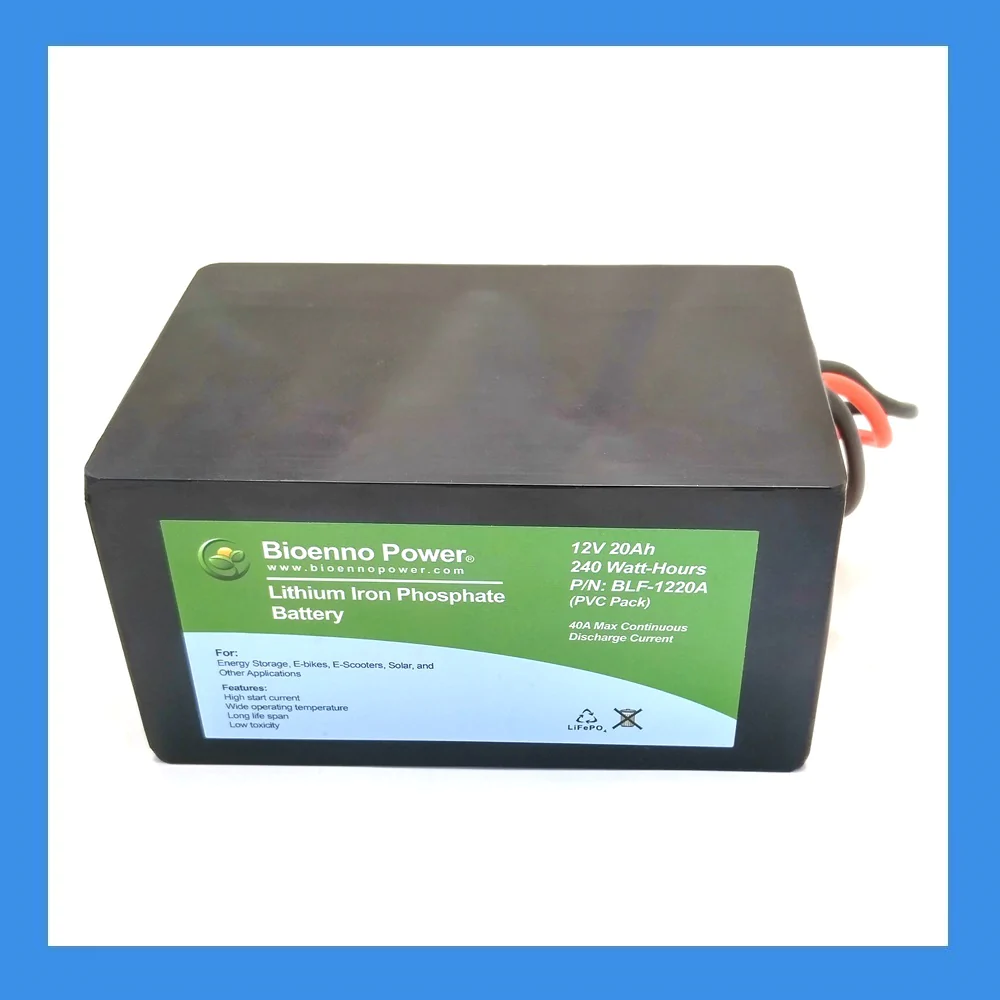 Bioenno Power®
www.bioennopower.com
Lithium Iron Phosphate
Battery
12V 20Ah
240 Watt-Hours
P/N: BLF-1220A
(PVC Pack)
40A Max Continuous
Discharge Current
For:
Energy Storage, E-bikes, E-Scooters, Solar, and
Other Applications
Features:
High start current
Wide operating temperature
Long life span
Low toxicity
LiFePO₄